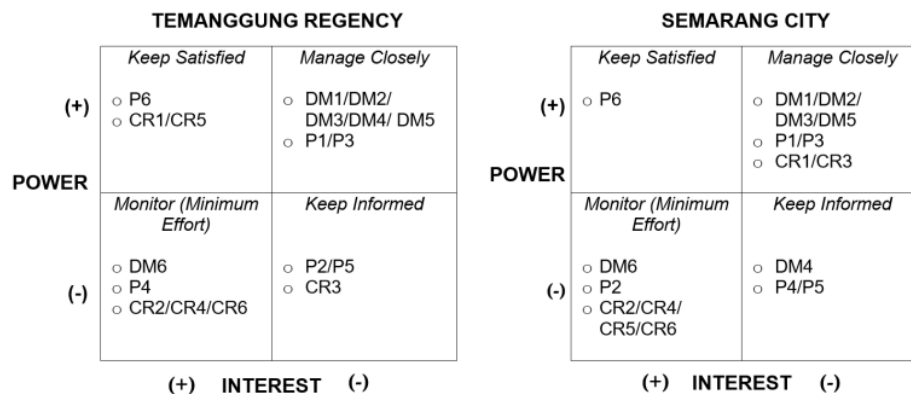 TEMANGGUNG REGENCY
Keep Satisfied
Manage Closely
(+)
○ P6
○ CR1/CR5
○ DM1/DM2/
DM3/DM4/ DM5
○ P1/P3
POWER
Monitor (Minimum
Effort)
Keep Informed
(-)
○ DM6
○ P4
○ CR2/CR4/CR6
○ P2/P5
○ CR3
(+) INTEREST (-)
SEMARANG CITY
Keep Satisfied
Manage Closely
(+)
○ P6
○ DM1/DM2/
DM3/DM5
○ P1/P3
○ CR1/CR3
POWER
Monitor (Minimum
Effort)
Keep Informed
(-)
○ DM6
○ P2
○ CR2/CR4/
CR5/CR6
○ DM4
○ P4/P5
(+) INTEREST (-)